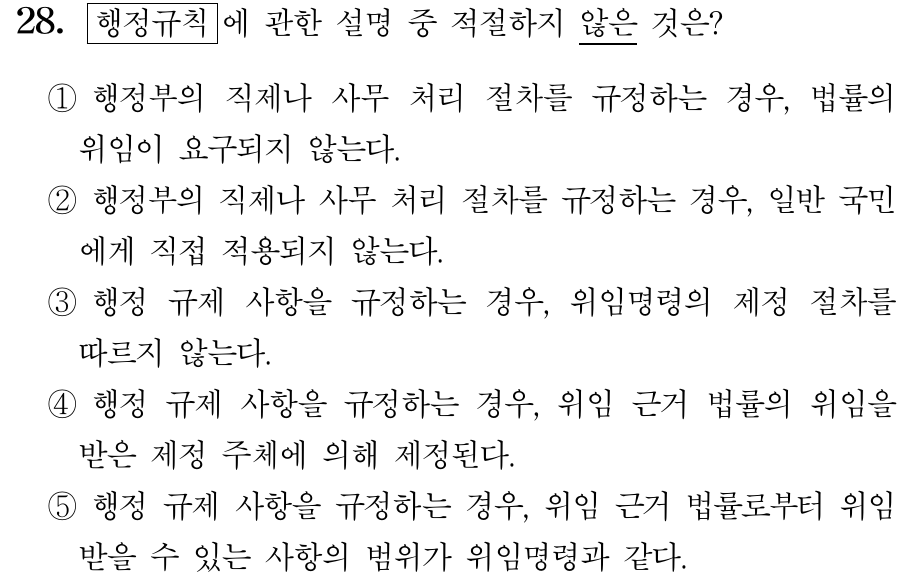 28. 행정규칙에 관한 설명 중 적절하지 않은 것은?
① 행정부의 직제나 사무 처리 절차를 규정하는 경우, 법률의
위임이 요구되지 않는다.
② 행정부의 직제나 사무 처리 절차를 규정하는 경우, 일반 국민
에게 직접 적용되지 않는다.
③ 행정 규제 사항을 규정하는 경우, 위임명령의 제정 절차를
따르지 않는다.
④ 행정 규제 사항을 규정하는 경우, 위임 근거 법률의 위임을
받은 제정 주체에 의해 제정된다.
⑤ 행정 규제 사항을 규정하는 경우, 위임 근거 법률로부터 위임
받을 수 있는 사항의 범위가 위임명령과 같다.